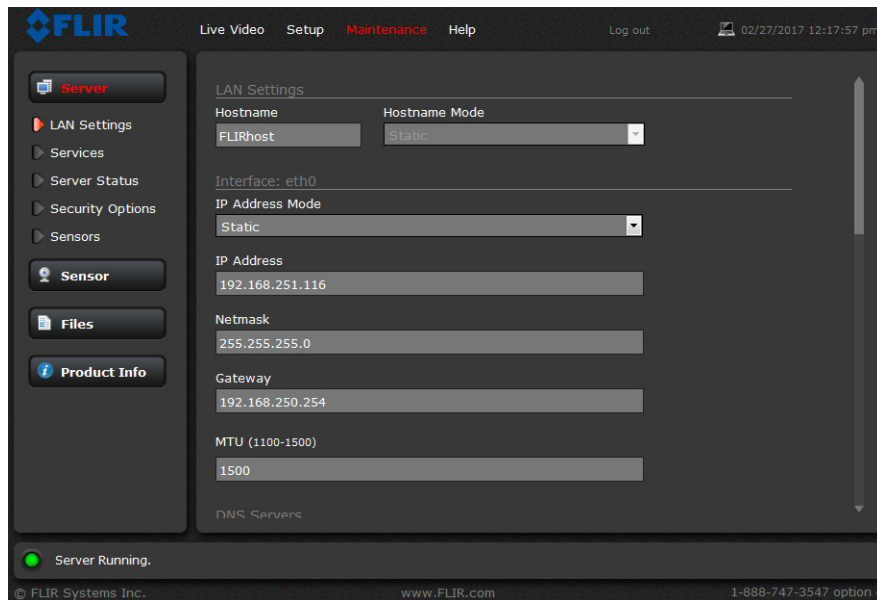 FLIR
Live Video Setup Maintenance Help Log out 02/27/2017 12:17:57 pm
Server
LAN Settings
Services
Server Status
Security Options
Sensors
Sensor
Files
Product Info
LAN Settings
Hostname Hostname Mode
FLIRhost Static
Interface: eth0
IP Address Mode
Static
IP Address
192.168.251.116
Netmask
255.255.255.0
Gateway
192.168.250.254
MTU (1100-1500)
1500
DNS Servers
Server Running.
© FLIR Systems Inc. www.FLIR.com 1-888-747-3547 option